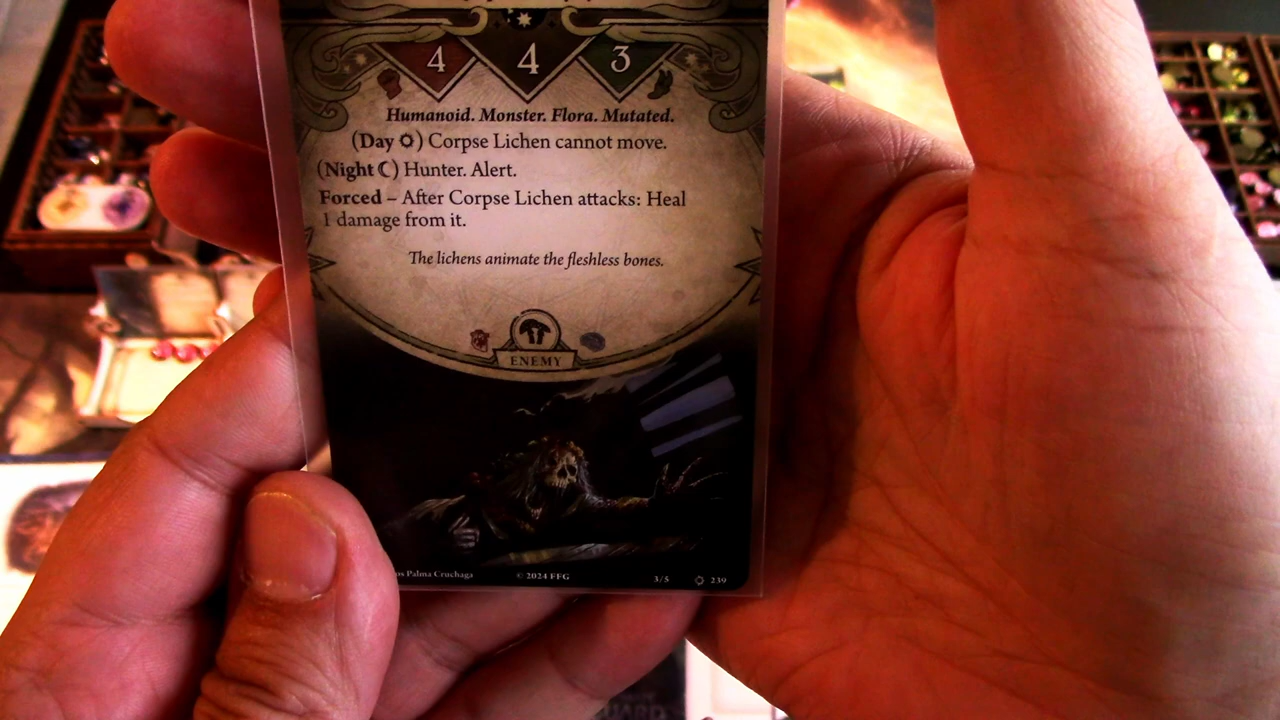 4 4 3
Humanoid. Monster. Flora. Mutated.
(Day) Corpse Lichen cannot move.
(Night) Hunter. Alert.
Forced – After Corpse Lichen attacks: Heal
1 damage from it.
The lichens animate the fleshless bones.
ENEMY
os Palma Cruchaga © 2024 FFG 3/5 239